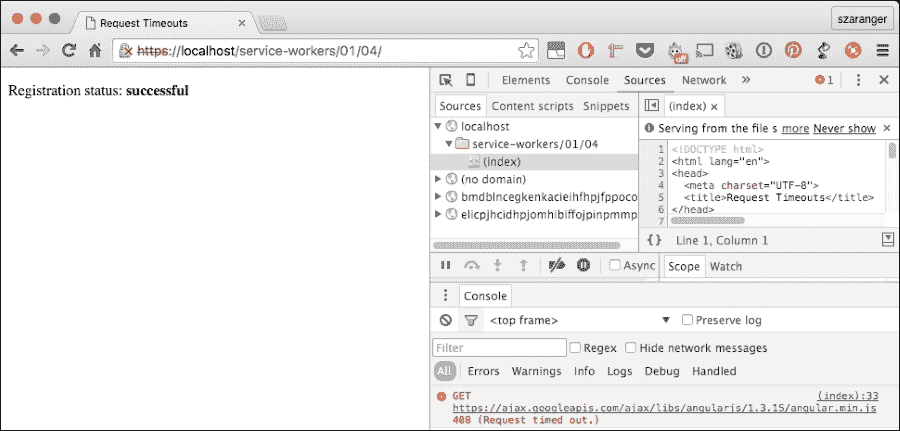 Request Timeouts
szaranger
https://localhost/service-workers/01/04/
Off
Elements Console Sources Network » 1
Sources Content scripts Snippets
(index) ×
localhost
service-workers/01/04
(index)
(no domain)
bmdblncegkenkacieihfhpjfppoco
elicpjhcidhpjomhibiffojpinpmmp
Serving from the file s more Never show
1 <!DOCTYPE html>
2 <html lang="en">
3 <head>
4 <meta charset="UTF-8">
5 <title>Request Timeouts</title>
6 </head>
7
{} Line 1, Column 1
Registration status: successful
Async
Scope Watch
Console
<top frame> Preserve log
Filter Regex Hide network messages
All Errors Warnings Info Logs Debug Handled
GET (index):33
https://ajax.googleapis.com/ajax/libs/angularjs/1.3.15/angular.min.js
408 (Request timed out.)